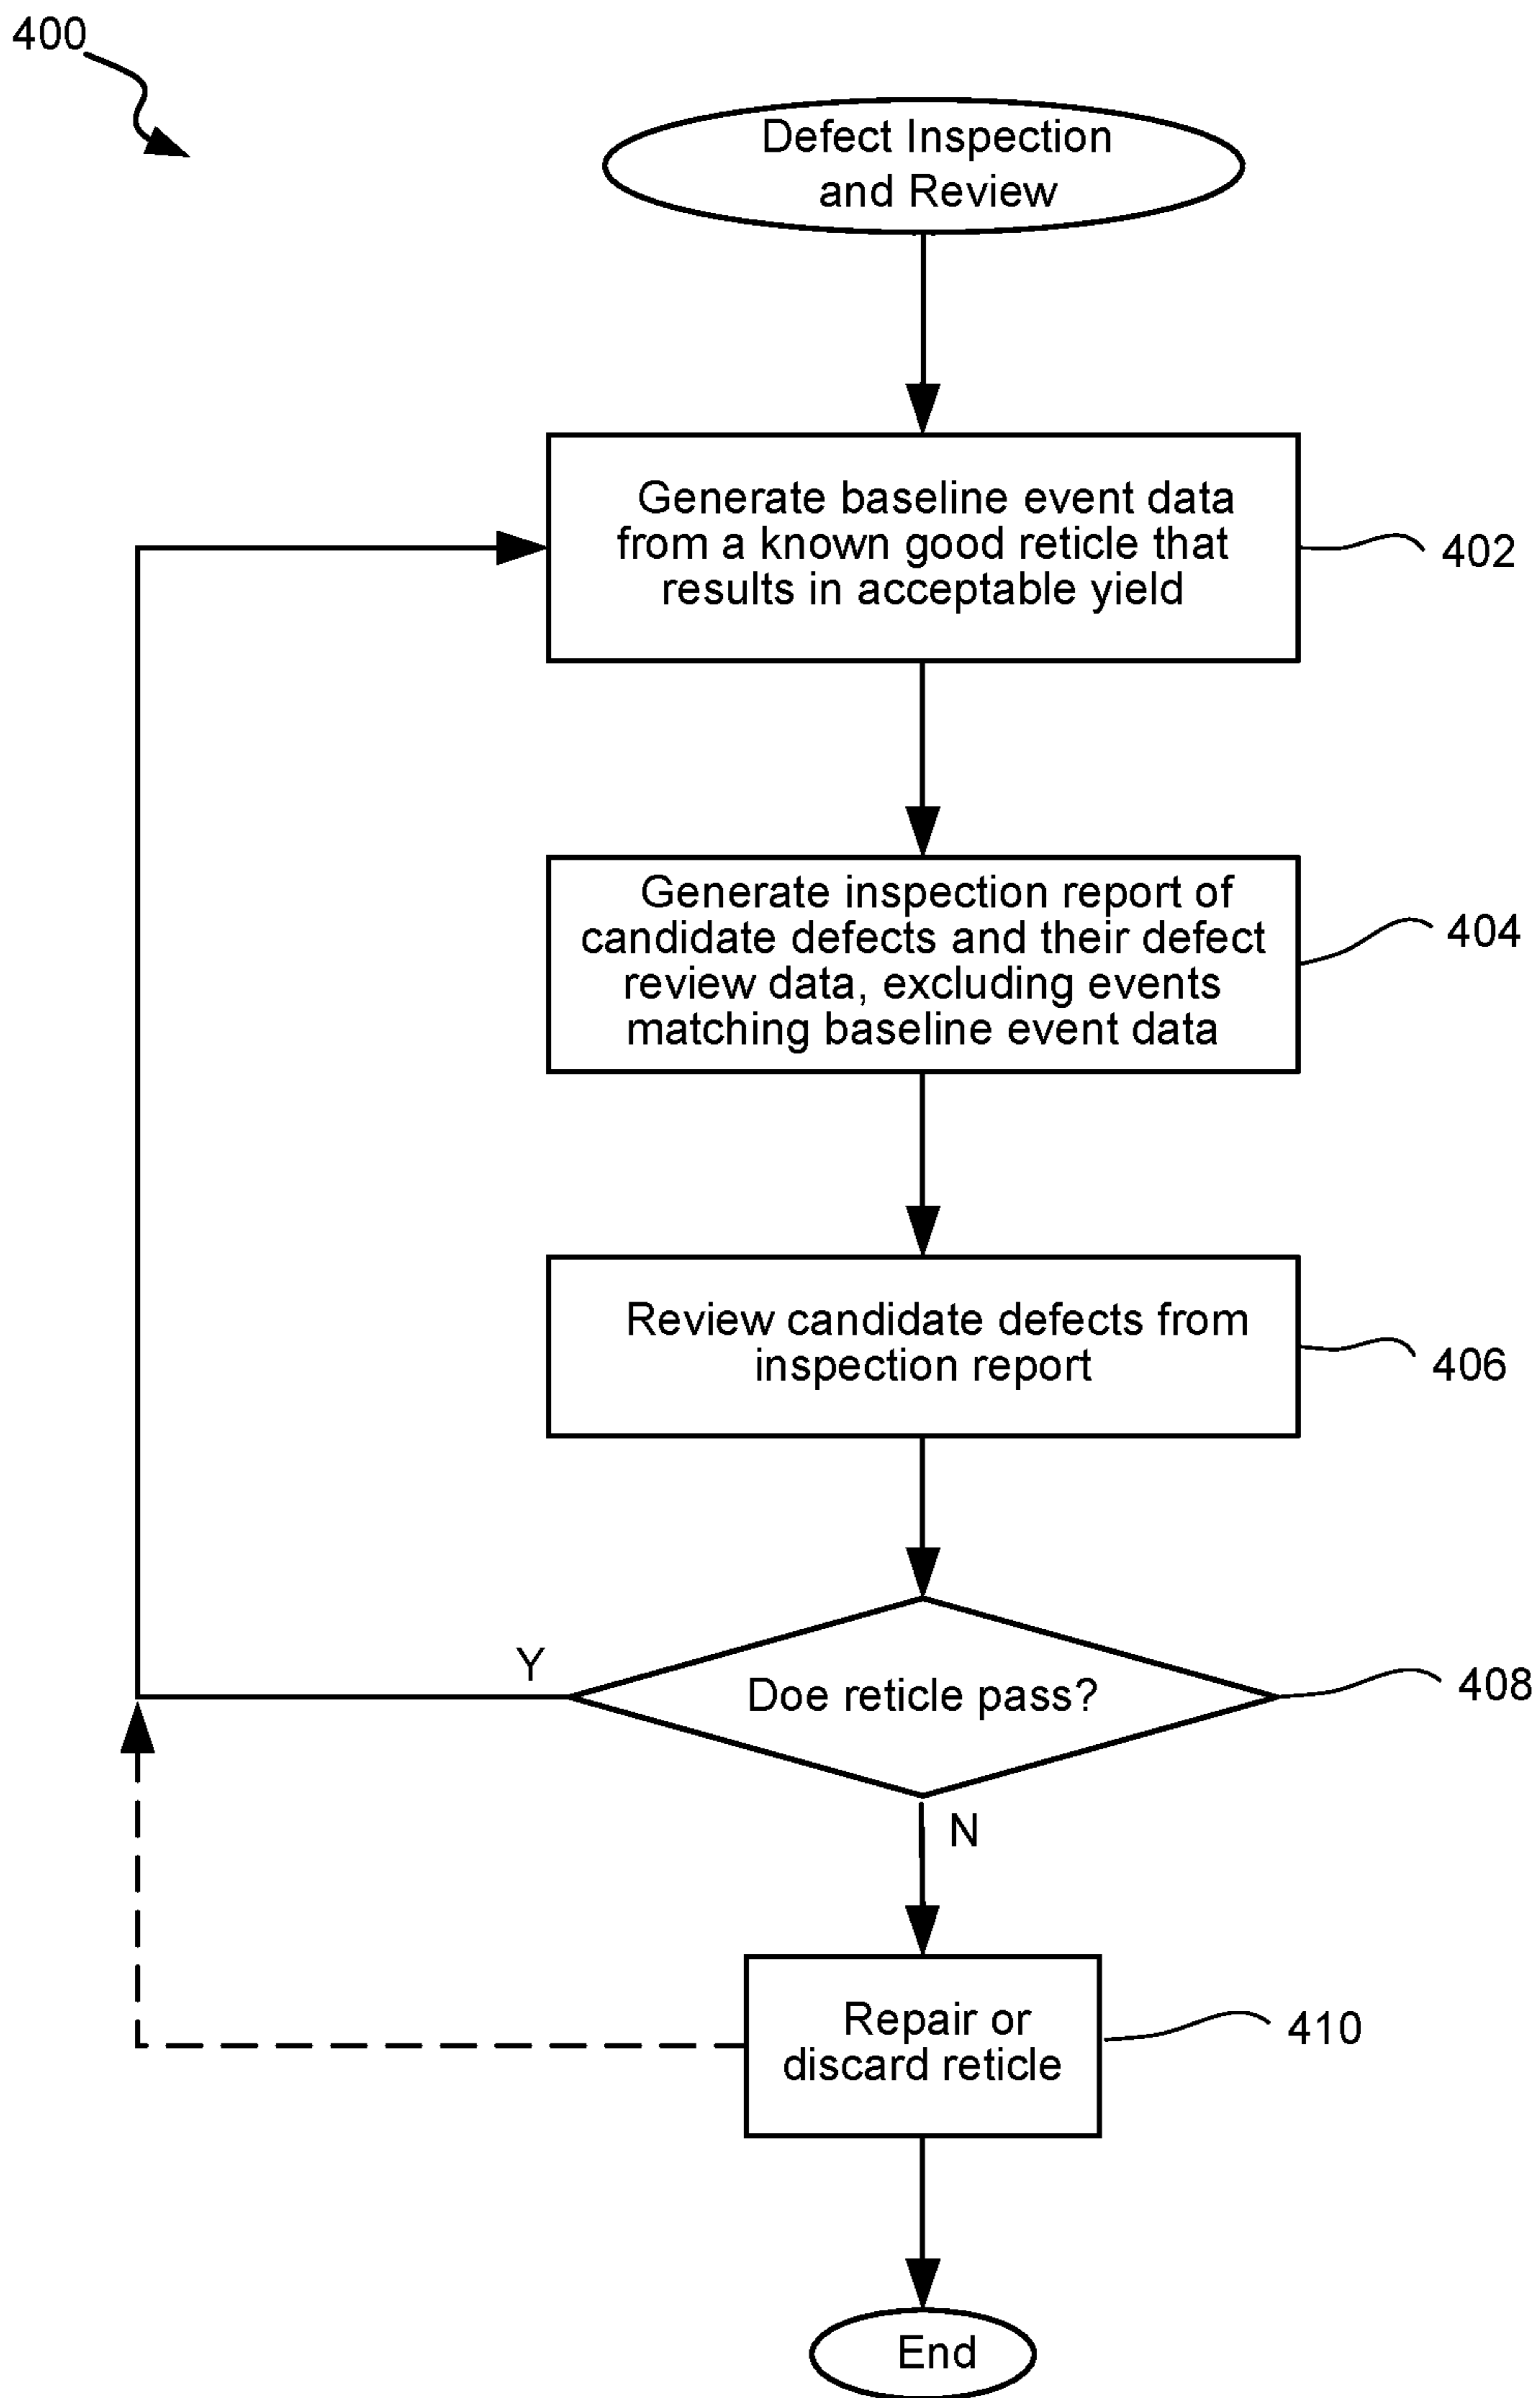 400
Defect Inspection
and Review
Generate baseline event data
from a known good reticle that
results in acceptable yield
402
Generate inspection report of
candidate defects and their defect
review data, excluding events
matching baseline event data
404
Review candidate defects from
inspection report
406
Y
Doe reticle pass?
408
N
Repair or
discard reticle
410
End